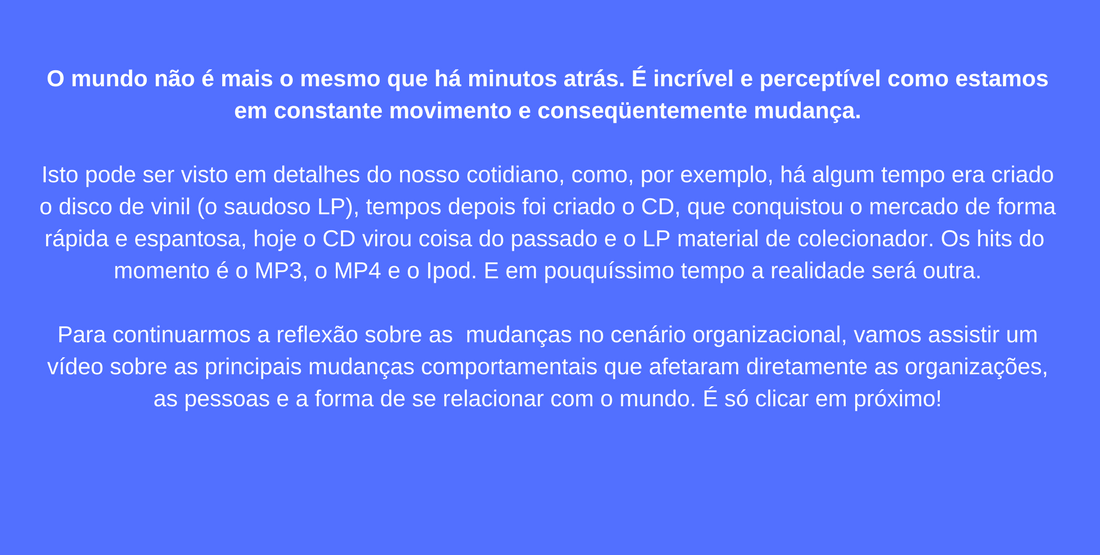 O mundo não é mais o mesmo que há minutos atrás. É incrível e perceptível como estamos
em constante movimento e conseqüentemente mudança.
Isto pode ser visto em detalhes do nosso cotidiano, como, por exemplo, há algum tempo era criado
o disco de vinil (o saudoso LP), tempos depois foi criado o CD, que conquistou o mercado de forma
rápida e espantosa, hoje o CD virou coisa do passado e o LP material de colecionador. Os hits do
momento é o MP3, o MP4 e o Ipod. E em pouquíssimo tempo a realidade será outra.
Para continuarmos a reflexão sobre as  mudanças no cenário organizacional, vamos assistir um
vídeo sobre as principais mudanças comportamentais que afetaram diretamente as organizações,
as pessoas e a forma de se relacionar com o mundo. É só clicar em próximo!